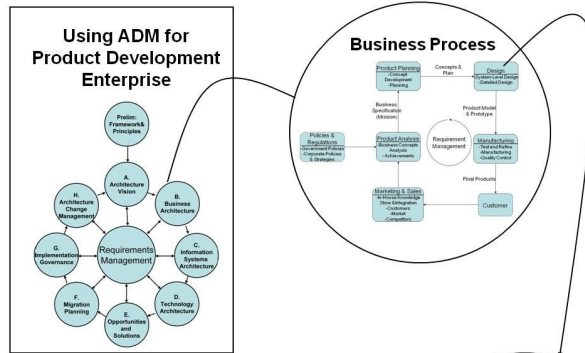 Using ADM for
Product Development
Enterprise
Prelim:
Framework&
Principles
A.
Architecture
Vision
H.
Architecture
Change
Management
B.
Business
Architecture
G.
Implementation
Governance
Requirements
Management
C.
Information
Systems
Architecture
F.
Migration
Planning
D.
Technology
Architecture
E.
Opportunities
and
Solutions
Business Process
Product Planning
-Concept
Development
-Planning
Concepts &
Plan
Design
-System-Level Design
-Detailed Design
Business
Specification
(Mission)
Product Model
& Prototype
Policies &
Regulations
-Government Policies
-Corporate Policies
& Strategies
Product Analysis
-Business Concepts
Analysis
- Achievements
Requirement
Management
Manufacturing
-Test and Refine
-Manufacturing
-Quality Control
Final Products
Marketing & Sales
-In-House Knowledge
Store &Integration
-Customers
-Market
-Competitors
Customer